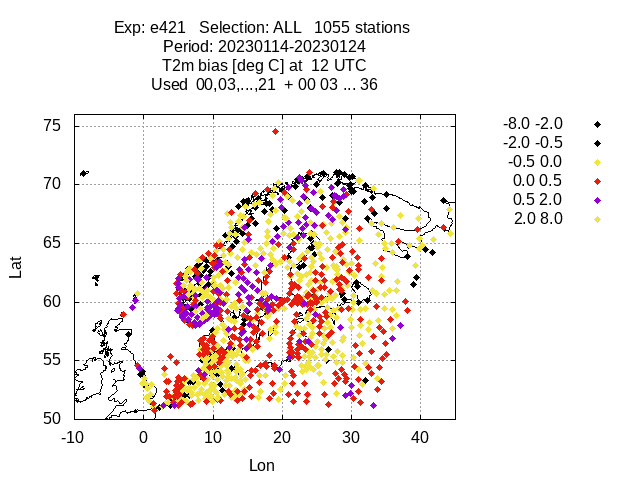 Exp: e421   Selection: ALL   1055 stations
Period: 20230114-20230124
T2m bias [deg C] at  12 UTC
Used  00,03,...,21  + 00 03 ... 36
-8.0 -2.0
-2.0 -0.5
-0.5 0.0
0.0 0.5
0.5 2.0
2.0 8.0
75
70
65
60
55
50
Lat
-10 0 10 20 30 40
Lon